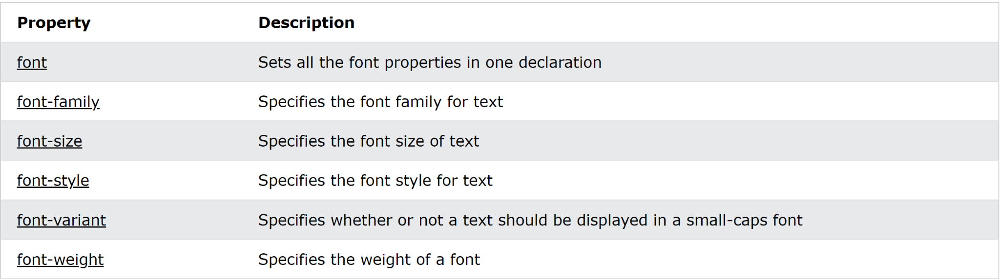 Property Description
font Sets all the font properties in one declaration
font-family Specifies the font family for text
font-size Specifies the font size of text
font-style Specifies the font style for text
font-variant Specifies whether or not a text should be displayed in a small-caps font
font-weight Specifies the weight of a font